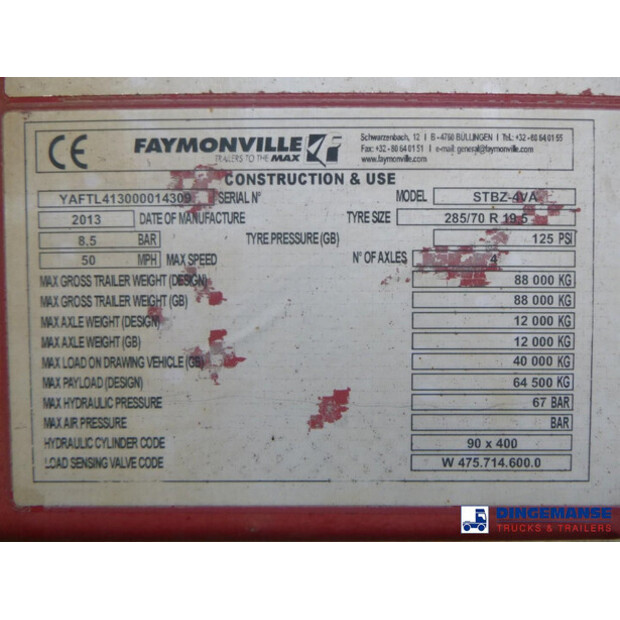 CE FAYMONVILLE
TRAILERS TO THE MAX
Schwarzenbach, 12 I B - 4760 BÜLLINGEN I Tel.: +32 - 80 64 01 55
Fax: +32 - 80 64 01 51 I e-mail: general@faymonville.com
www.faymonville.com
CONSTRUCTION & USE
YAFTL413000014309 SERIAL N° MODEL STBZ-4VA
2013 DATE OF MANUFACTURE TYRE SIZE 285/70 R 19.5
8.5 BAR TYRE PRESSURE (GB) 125 PSI
50 MPH MAX SPEED N° OF AXLES 4
MAX GROSS TRAILER WEIGHT (DESIGN) 88 000 KG
MAX GROSS TRAILER WEIGHT (GB) 88 000 KG
MAX AXLE WEIGHT (DESIGN) 12 000 KG
MAX AXLE WEIGHT (GB) 12 000 KG
MAX LOAD ON DRAWING VEHICLE (GB) 40 000 KG
MAX PAYLOAD (DESIGN) 64 500 KG
MAX HYDRAULIC PRESSURE 67 BAR
MAX AIR PRESSURE BAR
HYDRAULIC CYLINDER CODE 90 x 400
LOAD SENSING VALVE CODE W 475.714.600.0
DINGEMANSE
TRUCKS & TRAILERS